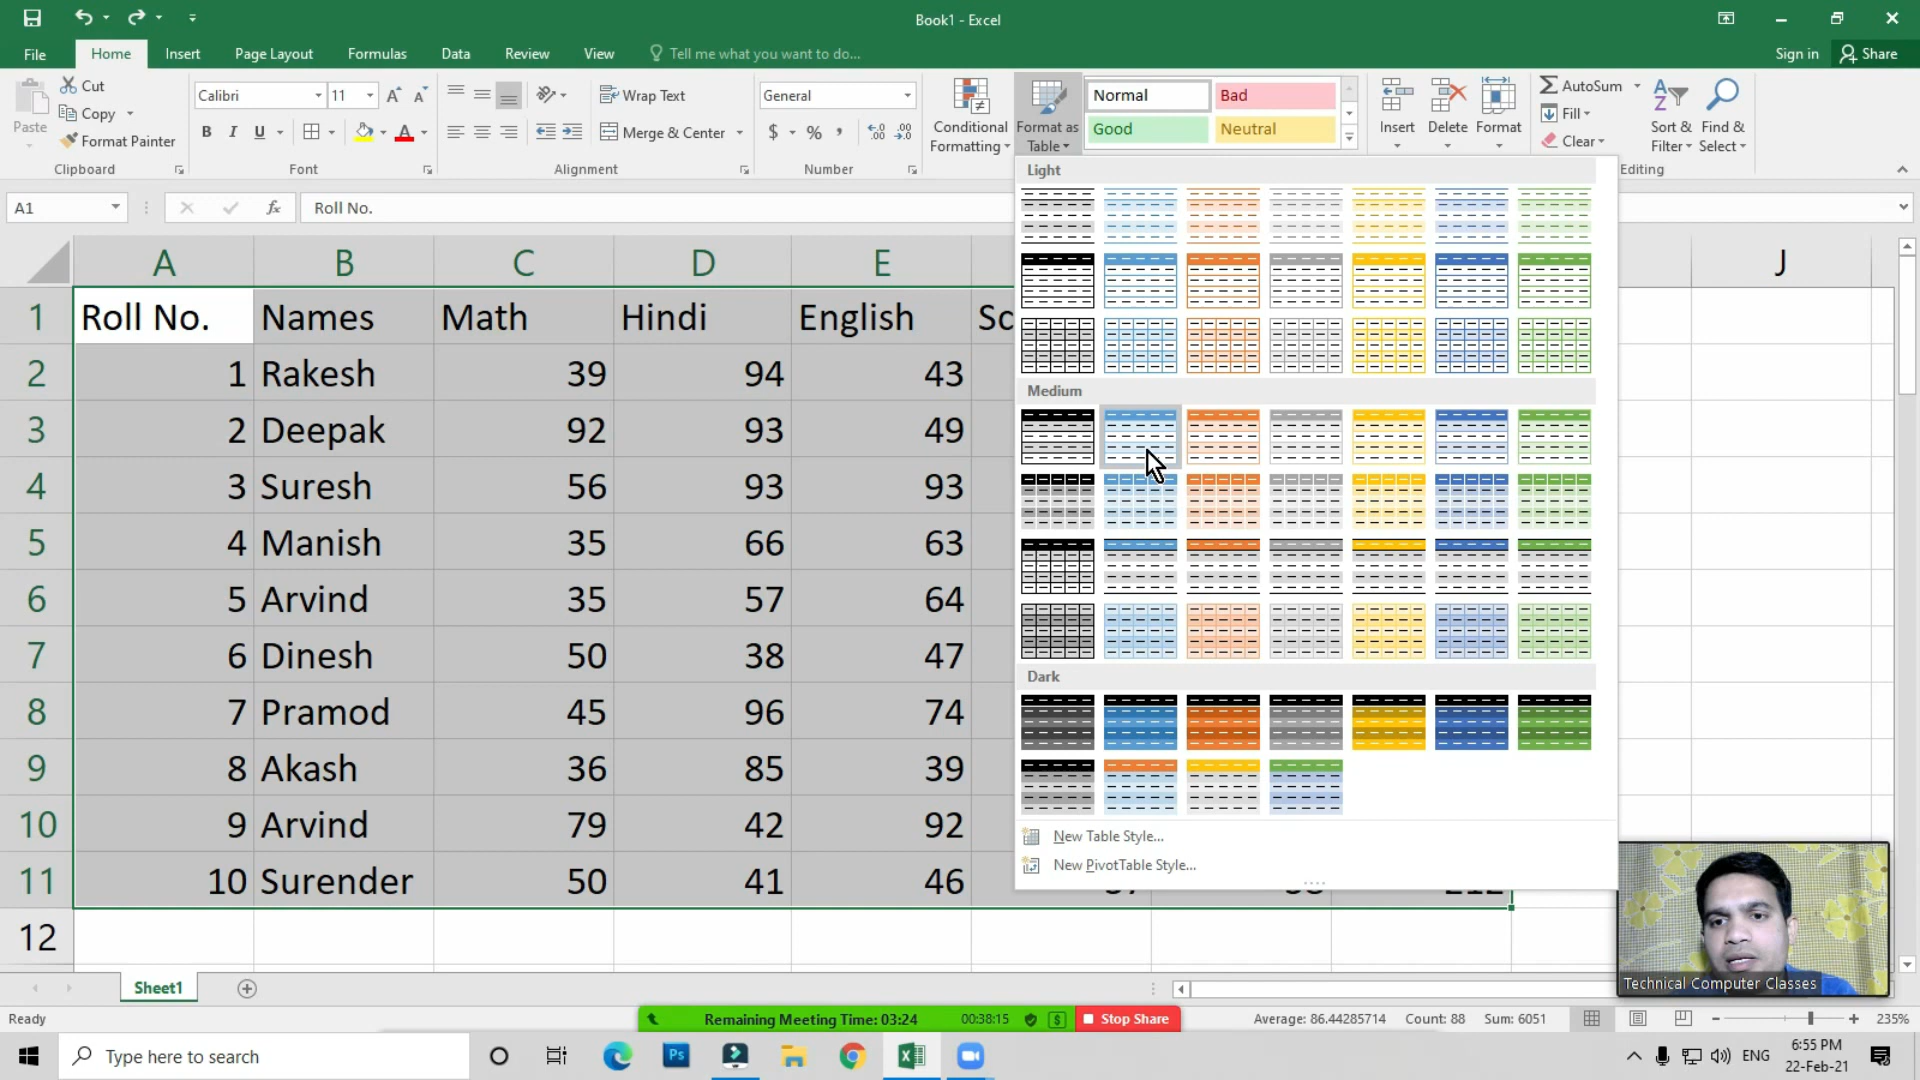 Book1 - Excel
File Home Insert Page Layout Formulas Data Review View Tell me what you want to do... Sign in Share
Paste
Cut
Copy
Format Painter
Clipboard
Calibri 11
Font
Wrap Text
Merge & Center
Alignment
General
Number
Conditional Formatting
Format as Table
Normal Bad
Good Neutral
Insert Delete Format
AutoSum
Fill
Clear
Sort & Filter
Find & Select
Editing
A1 Roll No.
A B C D E J
1 Roll No. Names Math Hindi English Sc
2 1 Rakesh 39 94 43
3 2 Deepak 92 93 49
4 3 Suresh 56 93 93
5 4 Manish 35 66 63
6 5 Arvind 35 57 64
7 6 Dinesh 50 38 47
8 7 Pramod 45 96 74
9 8 Akash 36 85 39
10 9 Arvind 79 42 92
11 10 Surender 50 41 46
12
Light
Medium
Dark
New Table Style...
New PivotTable Style...
Technical Computer Classes
Sheet1
Ready
Remaining Meeting Time: 03:24 00:38:15 Stop Share
Average: 86.44285714 Count: 88 Sum: 6051 235%
Type here to search
Ps
ENG
6:55 PM
22-Feb-21